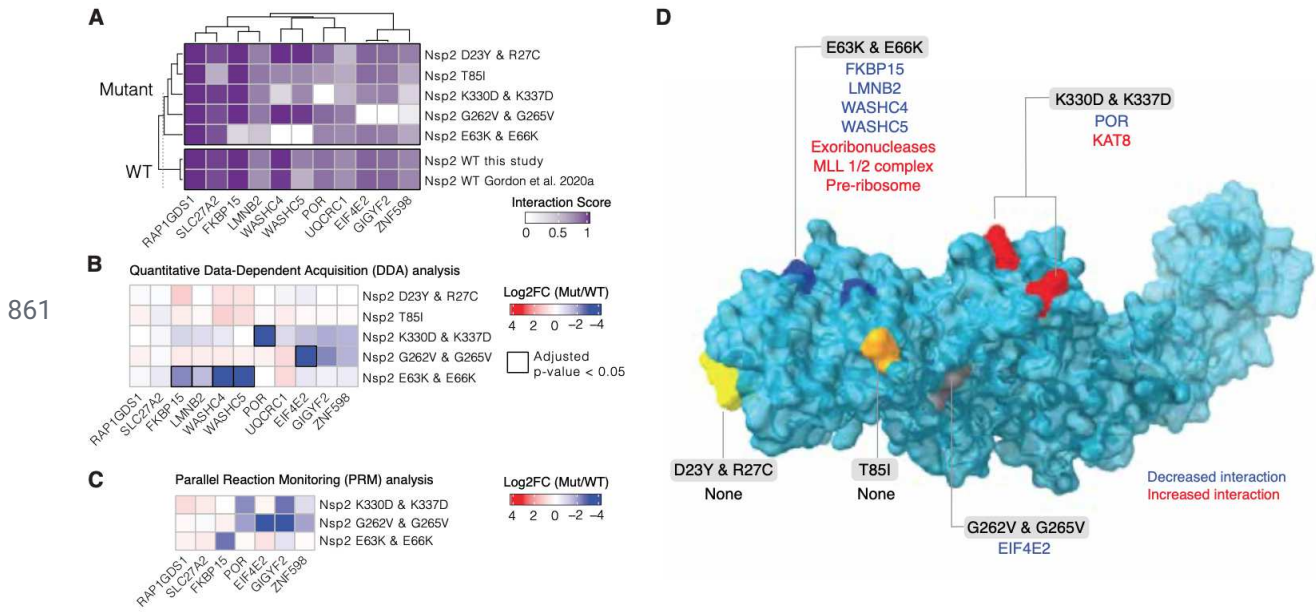 861
A
Mutant
WT
Nsp2 D23Y & R27C
Nsp2 T85I
Nsp2 K330D & K337D
Nsp2 G262V & G265V
Nsp2 E63K & E66K
Nsp2 WT this study
Nsp2 WT Gordon et al. 2020a
RAP1GDS1
SLC27A2
FKBP15
LMNB2
WASHC4
WASHC5
POR
UQCRC1
EIF4E2
GIGYF2
ZNF598
Interaction Score
0 0.5 1
B
Quantitative Data-Dependent Acquisition (DDA) analysis
Nsp2 D23Y & R27C
Nsp2 T85I
Nsp2 K330D & K337D
Nsp2 G262V & G265V
Nsp2 E63K & E66K
RAP1GDS1
SLC27A2
FKBP15
LMNB2
WASHC4
WASHC5
POR
UQCRC1
EIF4E2
GIGYF2
ZNF598
Log2FC (Mut/WT)
4 2 0 −2 −4
Adjusted
p-value < 0.05
C
Parallel Reaction Monitoring (PRM) analysis
Nsp2 K330D & K337D
Nsp2 G262V & G265V
Nsp2 E63K & E66K
RAP1GDS1
SLC27A2
FKBP15
POR
EIF4E2
GIGYF2
ZNF598
Log2FC (Mut/WT)
4 2 0 −2 −4
D
E63K & E66K
FKBP15
LMNB2
WASHC4
WASHC5
Exoribonucleases
MLL 1/2 complex
Pre-ribosome
K330D & K337D
POR
KAT8
D23Y & R27C
None
T85I
None
G262V & G265V
EIF4E2
Decreased interaction
Increased interaction